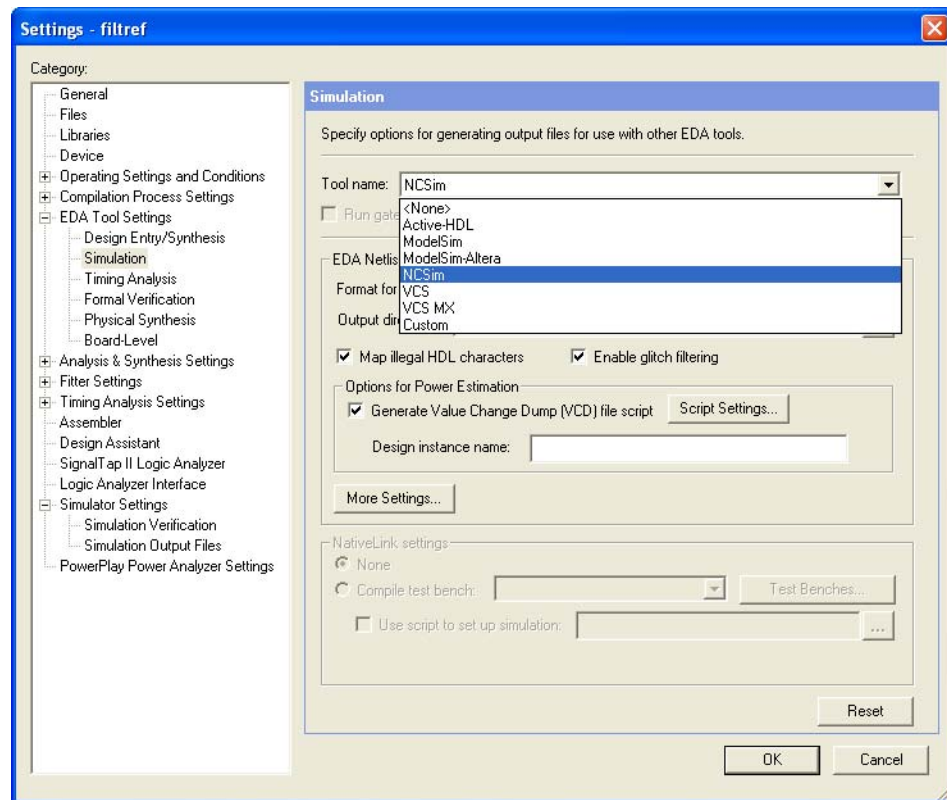 Settings - filtref
Category:
General
Files
Libraries
Device
Operating Settings and Conditions
Compilation Process Settings
EDA Tool Settings
Design Entry/Synthesis
Simulation
Timing Analysis
Formal Verification
Physical Synthesis
Board-Level
Analysis & Synthesis Settings
Fitter Settings
Timing Analysis Settings
Assembler
Design Assistant
SignalTap II Logic Analyzer
Logic Analyzer Interface
Simulator Settings
Simulation Verification
Simulation Output Files
PowerPlay Power Analyzer Settings
Simulation
Specify options for generating output files for use with other EDA tools.
Tool name: NCSim
Run gate
<None>
Active-HDL
ModelSim
ModelSim-Altera
NCSim
VCS
VCS MX
Custom
EDA Netlis
Format for
Output dire
Map illegal HDL characters Enable glitch filtering
Options for Power Estimation
Generate Value Change Dump (VCD) file script Script Settings...
Design instance name:
More Settings...
NativeLink settings
None
Compile test bench: Test Benches...
Use script to set up simulation: ...
Reset
OK Cancel